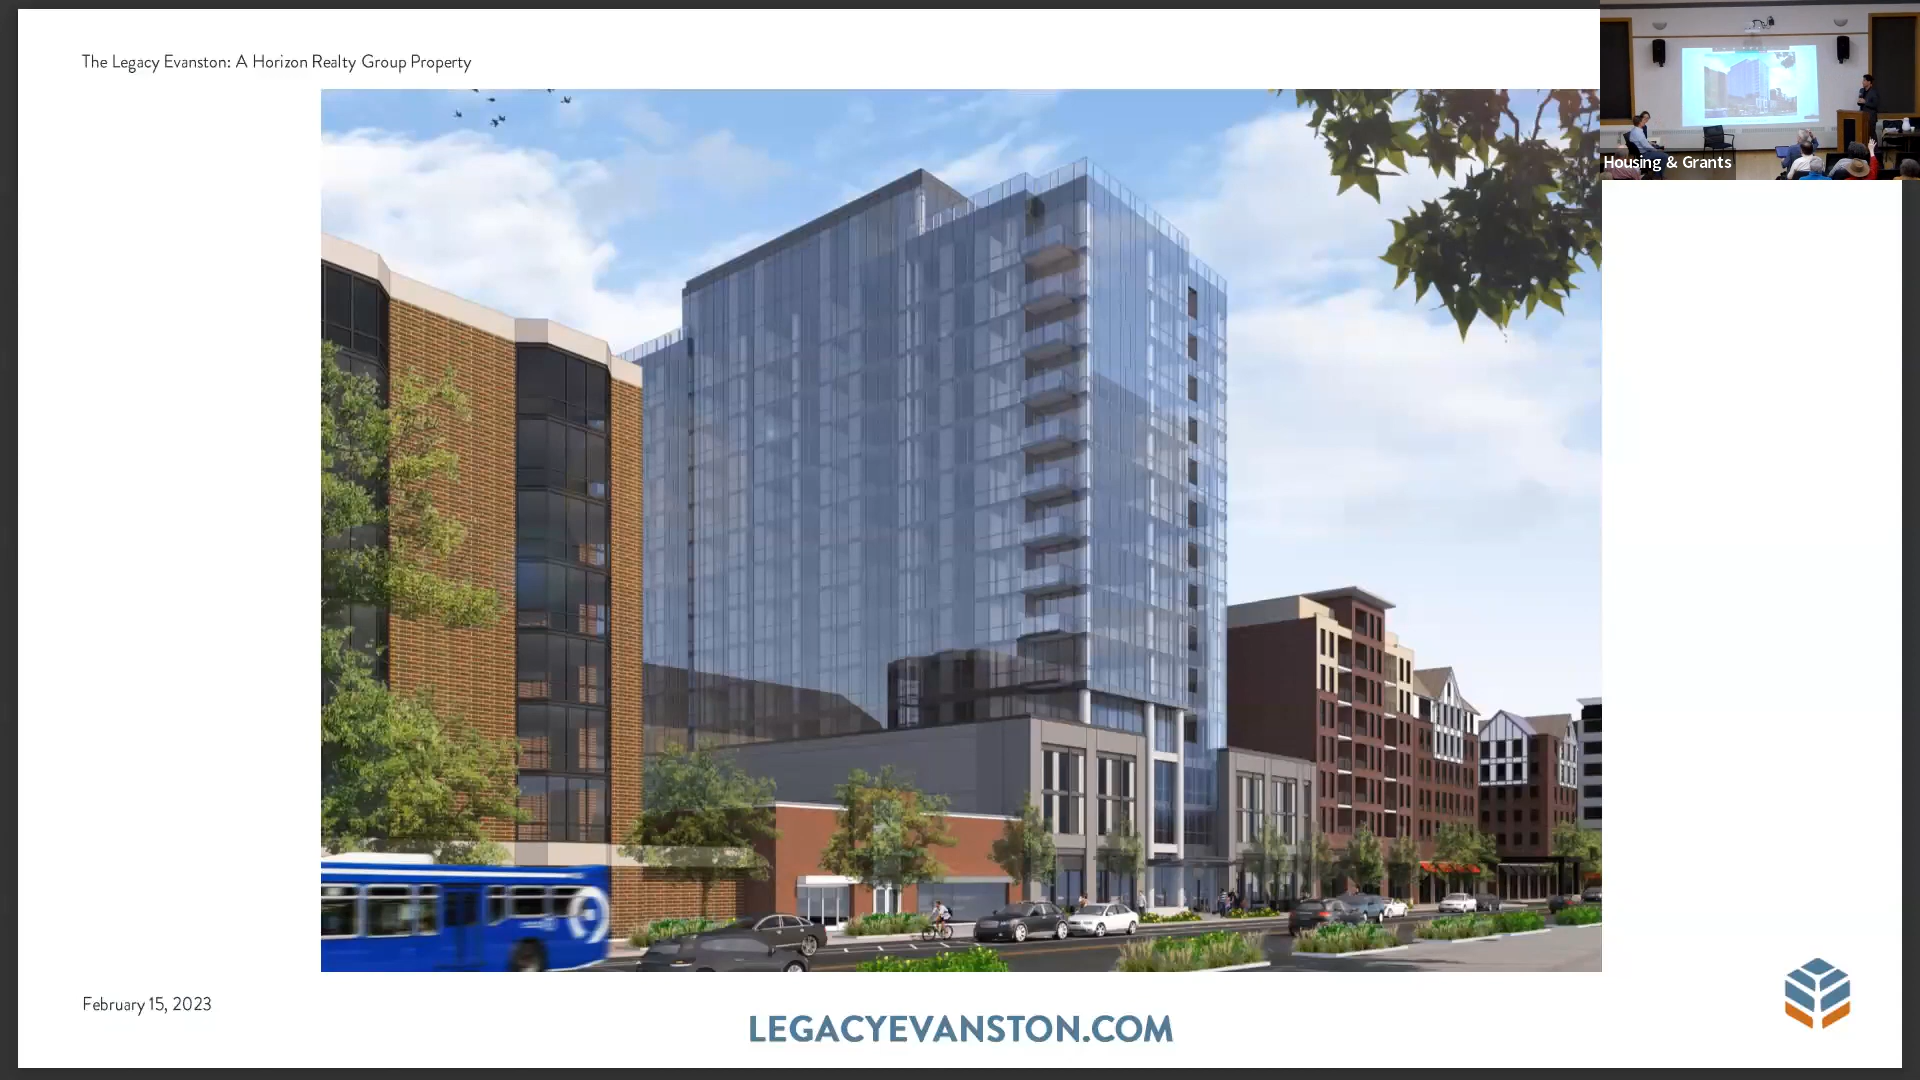 The Legacy Evanston: A Horizon Realty Group Property
Housing & Grants
February 15, 2023
LEGACYEVANSTON.COM